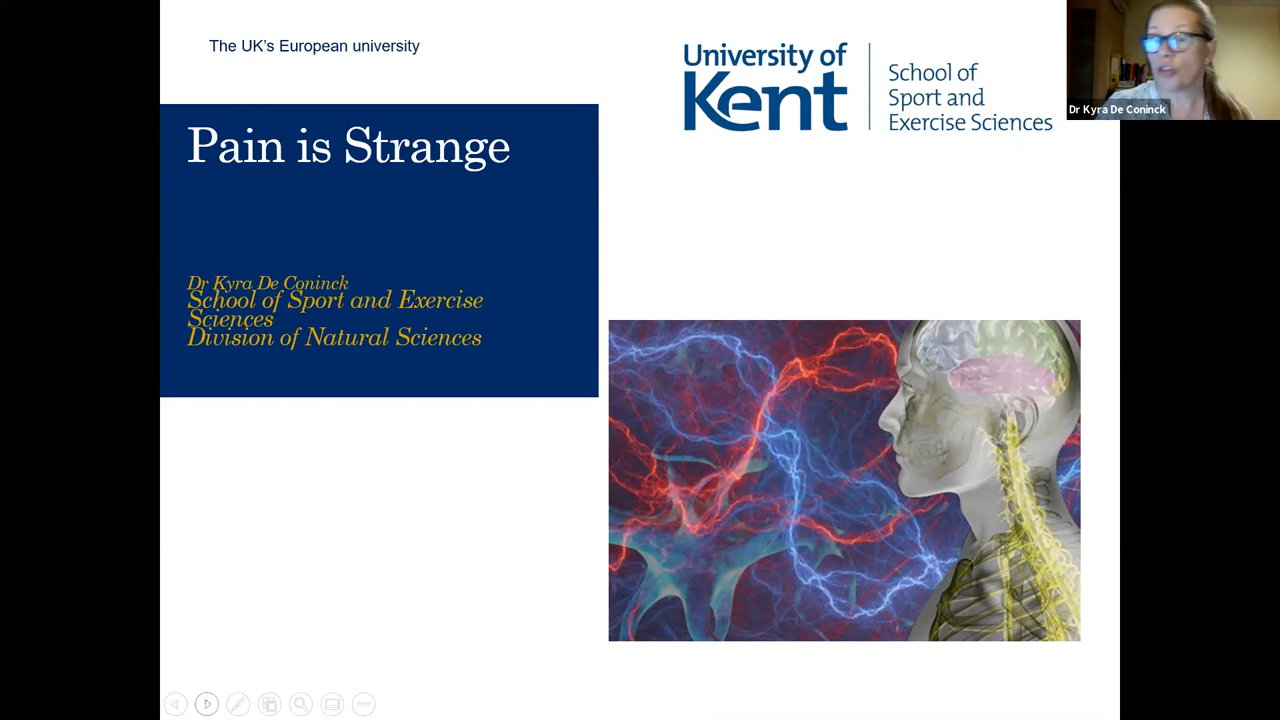 The UK's European university
University of
Kent
School of
Sport and
Exercise Sciences
Dr Kyra De Coninck
Pain is Strange
Dr Kyra De Coninck
School of Sport and Exercise
Sciences
Division of Natural Sciences